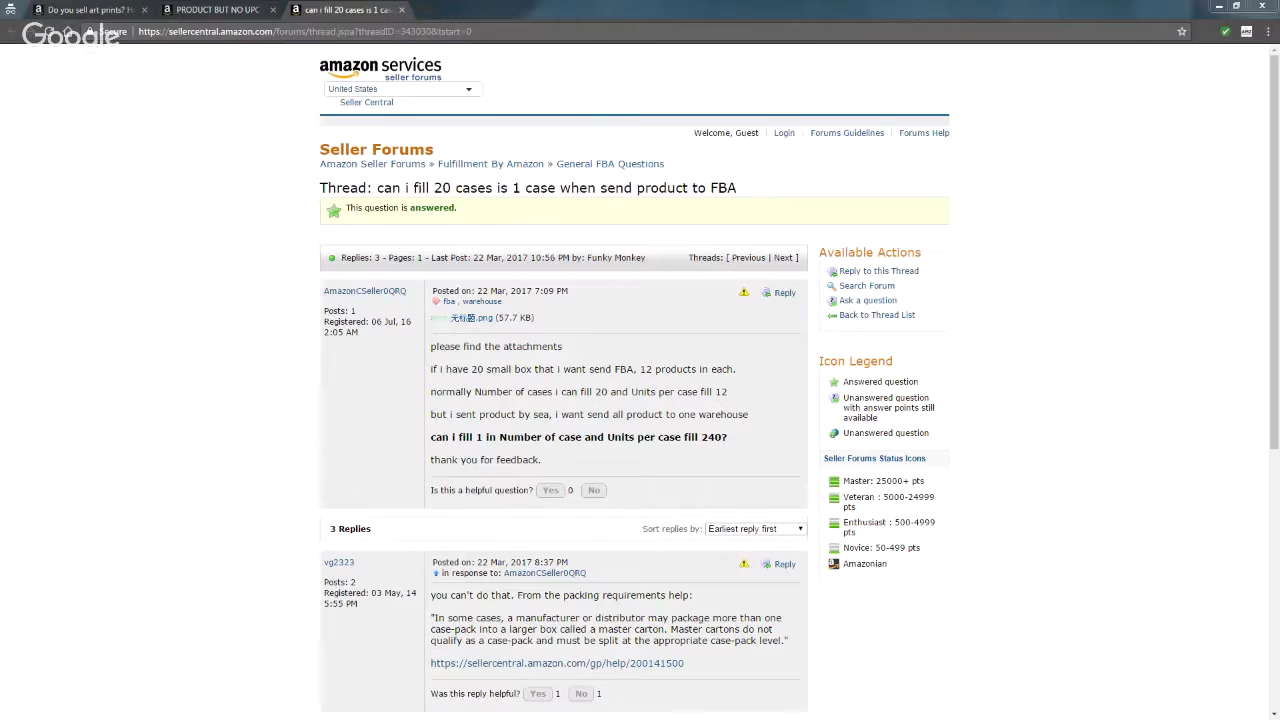 Do you sell art prints? H
PRODUCT BUT NO UPC
can i fill 20 cases is 1 cas
Google
Secure
https://sellercentral.amazon.com/forums/thread.jspa?threadID=343030&tstart=0
amazon services
seller forums
United States
Seller Central
Welcome, Guest
Login
Forums Guidelines
Forums Help
Seller Forums
Amazon Seller Forums » Fulfillment By Amazon » General FBA Questions
Thread: can i fill 20 cases is 1 case when send product to FBA
This question is answered.
Replies: 3 - Pages: 1 - Last Post: 22 Mar, 2017 10:56 PM by: Funky Monkey
Threads: [ Previous | Next ]
AmazonCSeller0QRQ
Posts: 1
Registered: 06 Jul, 16
2:05 AM
Posted on: 22 Mar, 2017 7:09 PM
Reply
fba , warehouse
无标题.png (57.7 KB)
please find the attachments
if i have 20 small box that i want send FBA, 12 products in each.
normally Number of cases i can fill 20 and Units per case fill 12
but i sent product by sea, i want send all product to one warehouse
can i fill 1 in Number of case and Units per case fill 240?
thank you for feedback.
Is this a helpful question? Yes 0 No
3 Replies
Sort replies by: Earliest reply first
vg2323
Posts: 2
Registered: 03 May, 14
5:55 PM
Posted on: 22 Mar, 2017 8:37 PM
Reply
in response to: AmazonCSeller0QRQ
you can't do that. From the packing requirements help:
"In some cases, a manufacturer or distributor may package more than one
case-pack into a larger box called a master carton. Master cartons do not
qualify as a case-pack and must be split at the appropriate case-pack level."
https://sellercentral.amazon.com/gp/help/200141500
Was this reply helpful? Yes 1 No 1
Available Actions
Reply to this Thread
Search Forum
Ask a question
Back to Thread List
Icon Legend
Answered question
Unanswered question
with answer points still
available
Unanswered question
Seller Forums Status Icons
Master: 25000+ pts
Veteran : 5000-24999
pts
Enthusiast : 500-4999
pts
Novice: 50-499 pts
Amazonian